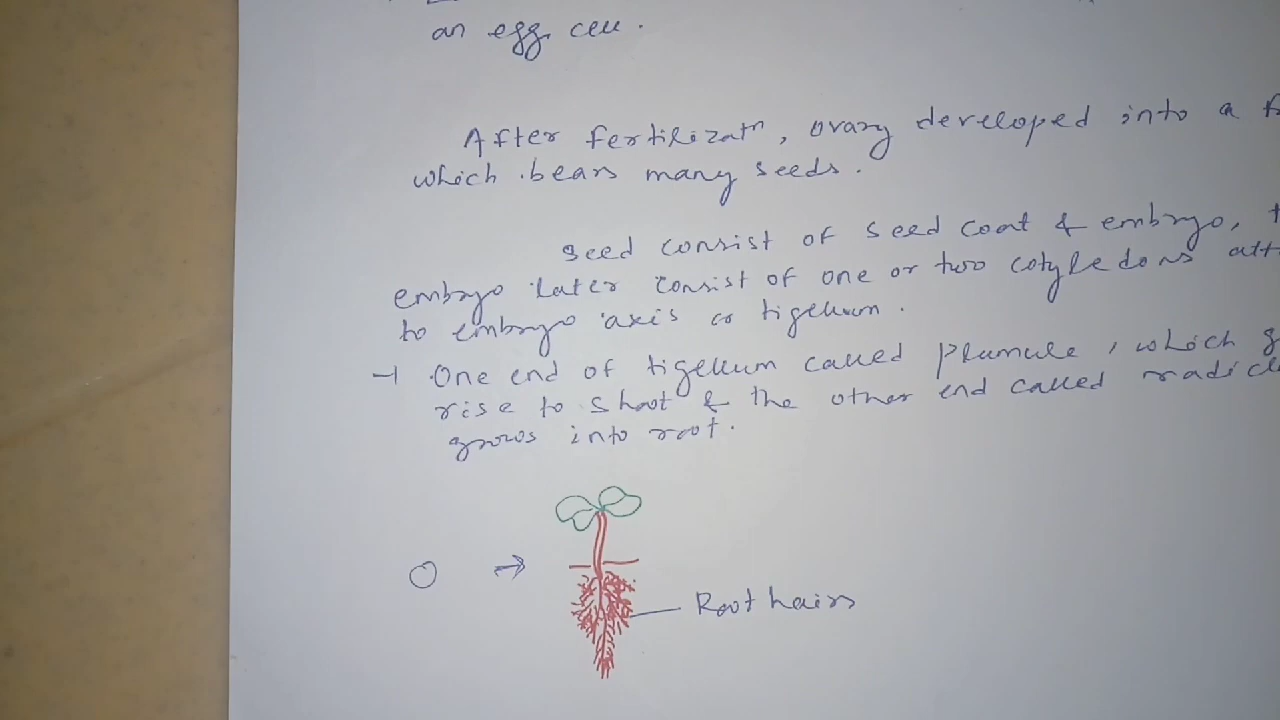 an egg cell.
After fertilizatn, ovary developed into a
which bears many seeds.
seed consist of seed coat & embryo,
embryo later consist of one or two cotyledons att
to embryo axis or tigellum.
→ One end of tigellum called plumule, which g
rise to shoot & the other end called radicl
grows into root.
→
Root hairs